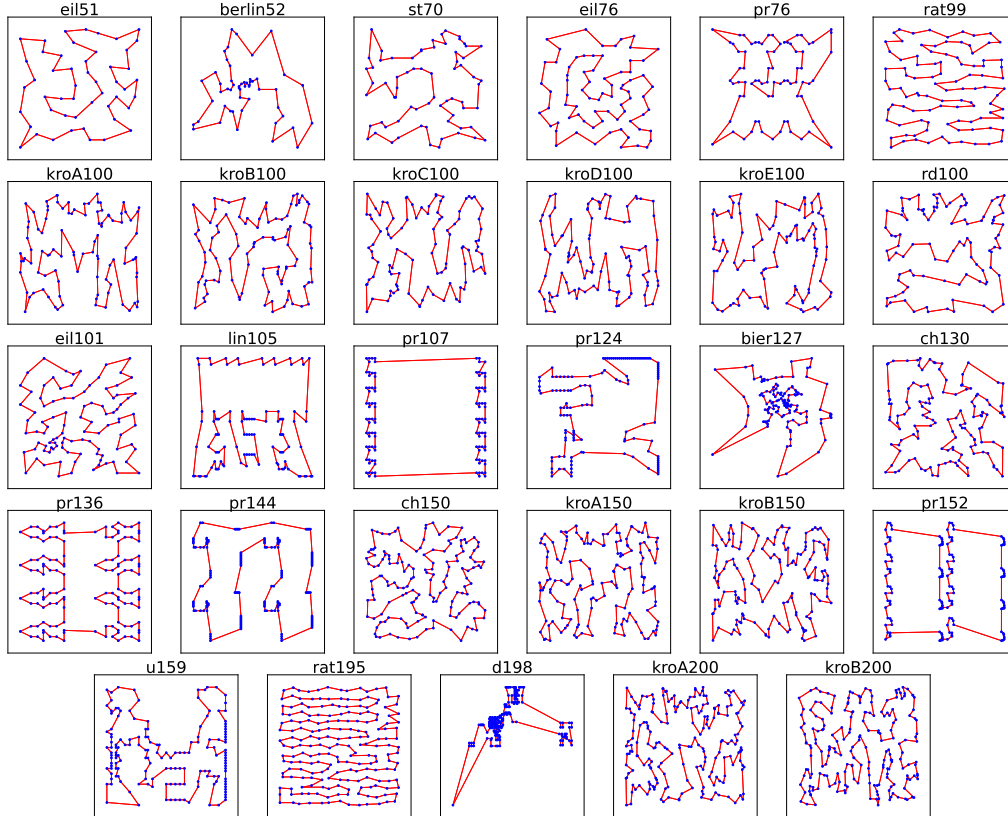 eil51 berlin52 st70 eil76 pr76 rat99
kroA100 kroB100 kroC100 kroD100 kroE100 rd100
eil101 lin105 pr107 pr124 bier127 ch130
pr136 pr144 ch150 kroA150 kroB150 pr152
u159 rat195 d198 kroA200 kroB200